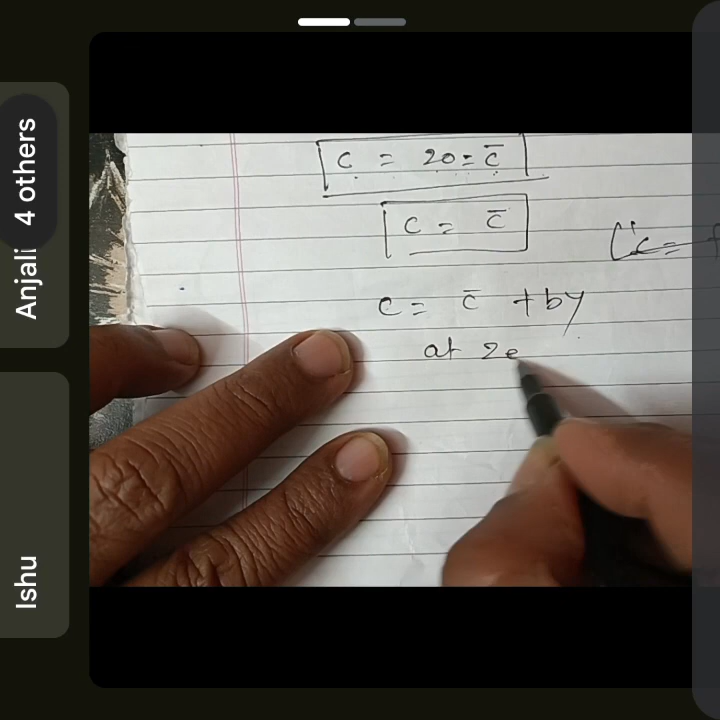 C = 20 = c̄
C = c̄
C = c̄ + by
at ze
Anjali 4 others
Ishu